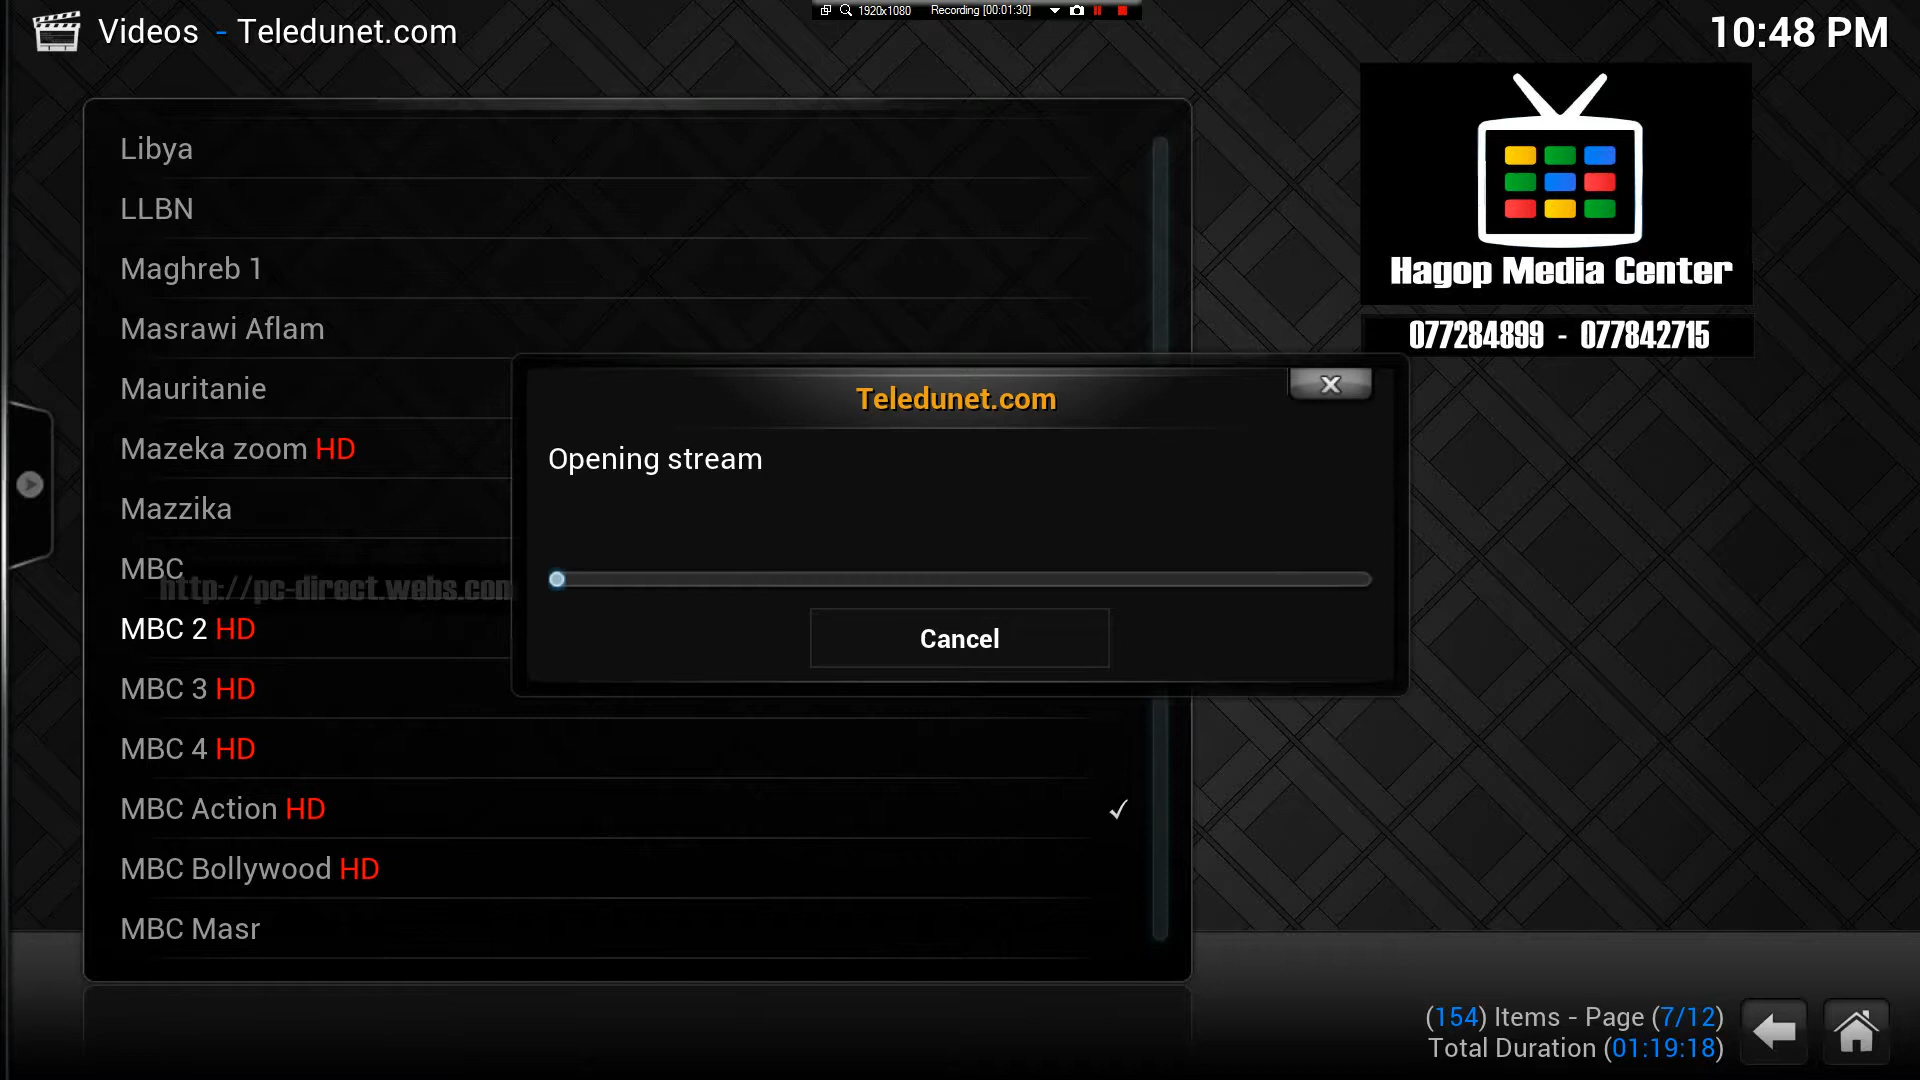 1920x1080 Recording [00:01:30]
Videos - Teledunet.com
10:48 PM
Libya
LLBN
Maghreb 1
Masrawi Aflam
Mauritanie
Mazeka zoom HD
Mazzika
MBC
http://pc-direct.webs.com
MBC 2 HD
MBC 3 HD
MBC 4 HD
MBC Action HD
MBC Bollywood HD
MBC Masr
Hagop Media Center
077284899 - 077842715
Teledunet.com
Opening stream
Cancel
(154) Items - Page (7/12)
Total Duration (01:19:18)